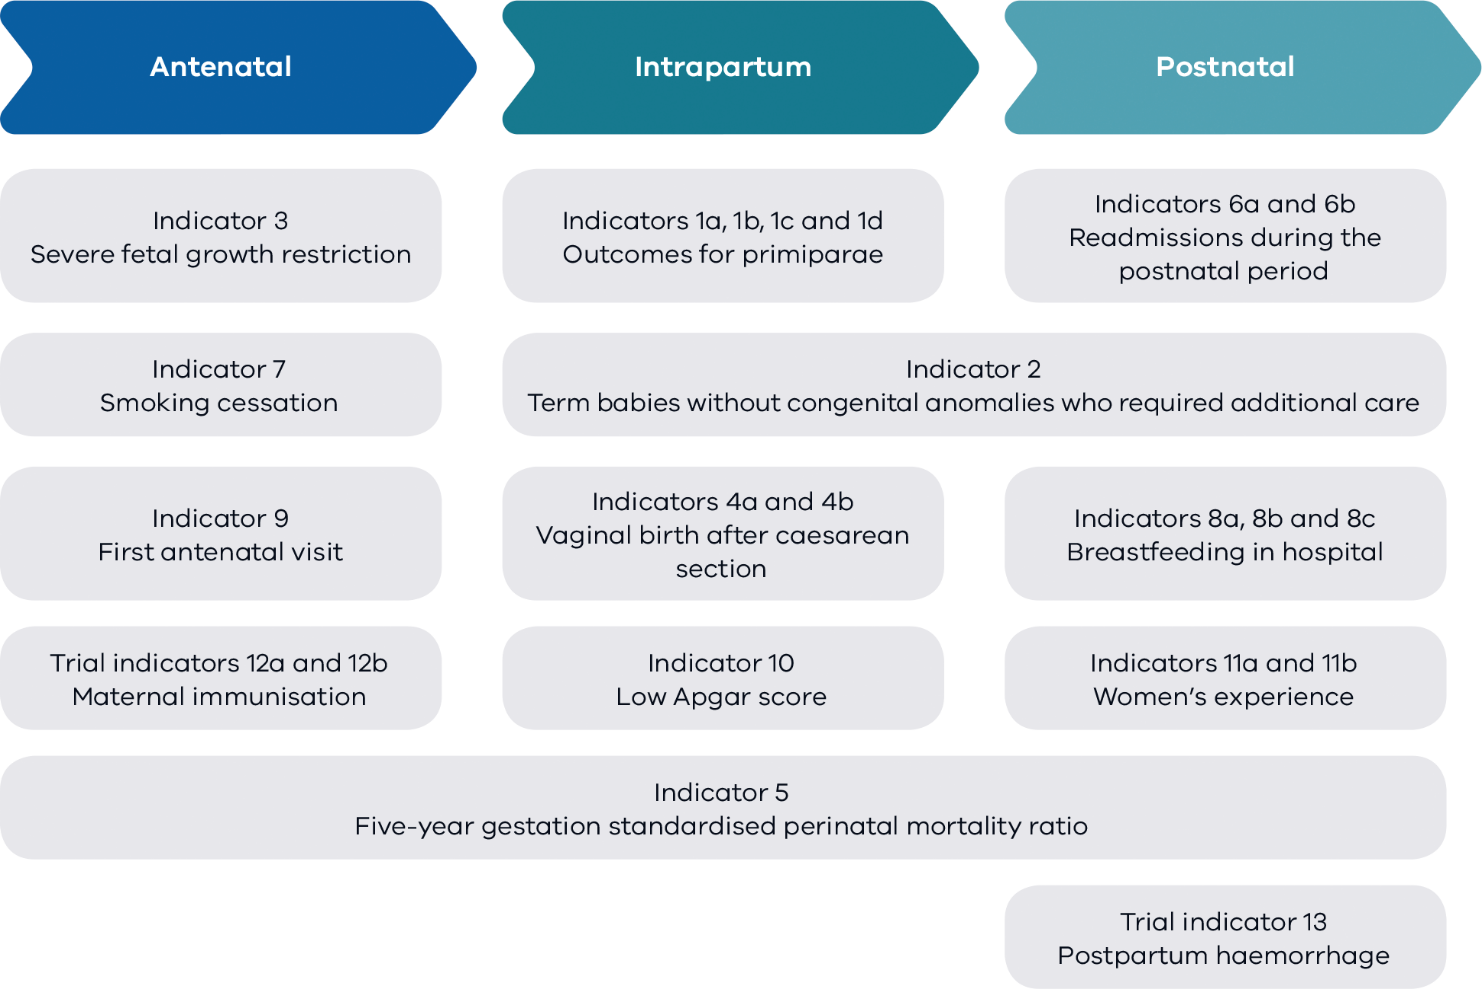 Antenatal
Intrapartum
Postnatal
Indicator 3
Severe fetal growth restriction
Indicators 1a, 1b, 1c and 1d
Outcomes for primiparae
Indicators 6a and 6b
Readmissions during the
postnatal period
Indicator 7
Smoking cessation
Indicator 2
Term babies without congenital anomalies who required additional care
Indicator 9
First antenatal visit
Indicators 4a and 4b
Vaginal birth after caesarean
section
Indicators 8a, 8b and 8c
Breastfeeding in hospital
Trial indicators 12a and 12b
Maternal immunisation
Indicator 10
Low Apgar score
Indicators 11a and 11b
Women’s experience
Indicator 5
Five-year gestation standardised perinatal mortality ratio
Trial indicator 13
Postpartum haemorrhage